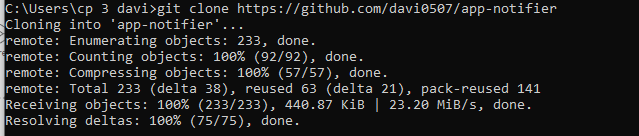 C:\Users\cp 3 davi>git clone https://github.com/davi0507/app-notifier
Cloning into 'app-notifier'...
remote: Enumerating objects: 233, done.
remote: Counting objects: 100% (92/92), done.
remote: Compressing objects: 100% (57/57), done.
remote: Total 233 (delta 38), reused 63 (delta 21), pack-reused 141
Receiving objects: 100% (233/233), 440.87 KiB | 23.20 MiB/s, done.
Resolving deltas: 100% (75/75), done.